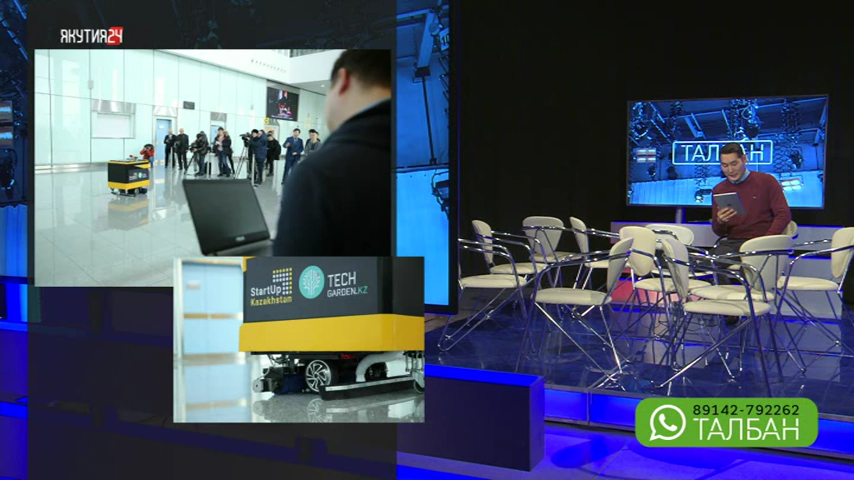 ЯКУТИЯ24
StartUp
Kazakhstan
TECH
GARDEN.KZ
ТАЛБАН
89142-792262
ТАЛБАН